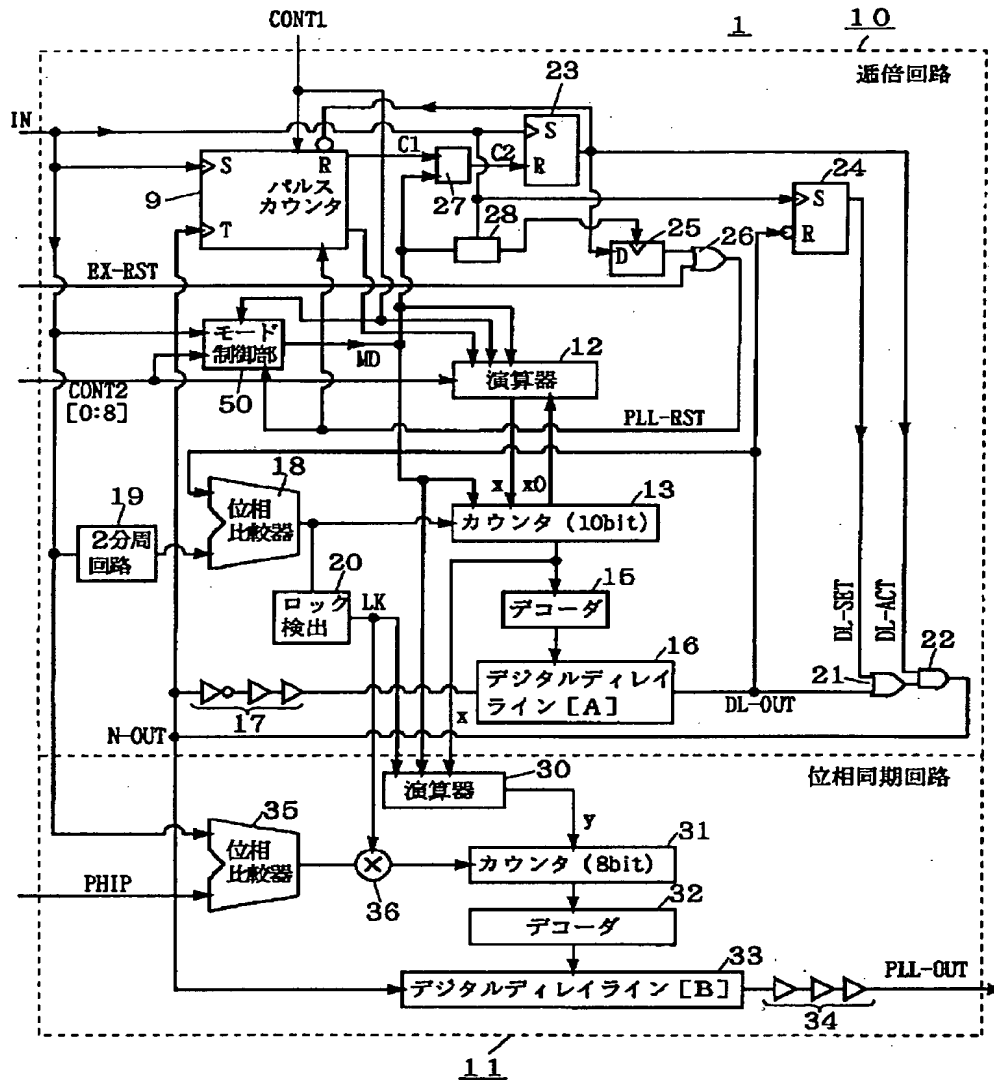 CONT1
1
10
逓倍回路
IN
23
S
R
C1
C2
S
R
パルス
カウンタ
T
9
27
28
24
S
R
D
25
26
EX-RST
モード
制御部
MD
50
12
演算器
CONT2
[0:8]
PLL-RST
18
位相
比較器
x
x0
13
カウンタ(10bit)
19
2分周
回路
20
ロック
検出
LK
15
デコーダ
DL-SET
DL-ACT
16
デジタルディレイ
ライン[A]
21
22
17
x
DL-OUT
N-OUT
位相同期回路
30
演算器
y
35
位相
比較器
31
カウンタ(8bit)
PHIP
36
32
デコーダ
33
デジタルディレイライン[B]
PLL-OUT
34
11